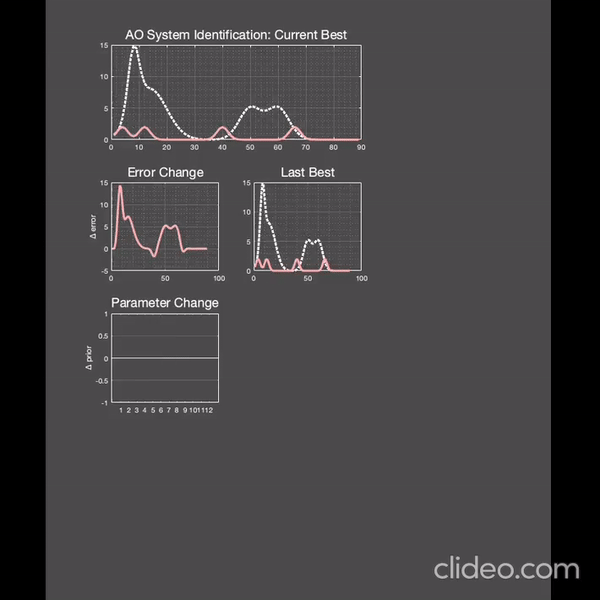 AO System Identification: Current Best
15
10
5
0
0 10 20 30 40 50 60 70 80 90
Error Change
15
10
5
0
-5
Δ error
0 50 100
Last Best
15
10
5
0
0 50 100
Parameter Change
1
0.5
0
-0.5
-1
Δ prior
1 2 3 4 5 6 7 8 9 101112
clideo.com